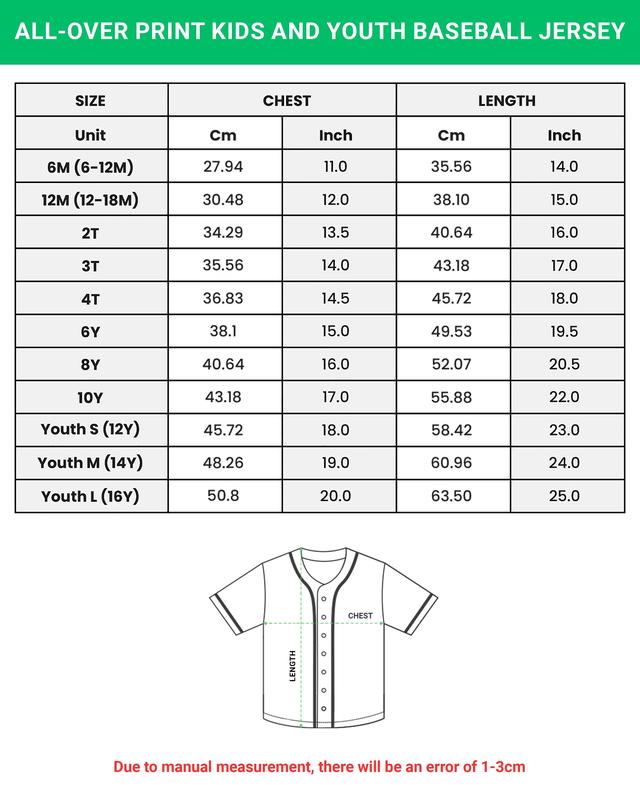 ALL-OVER PRINT KIDS AND YOUTH BASEBALL JERSEY
SIZE CHEST LENGTH
Unit Cm Inch Cm Inch
6M (6-12M) 27.94 11.0 35.56 14.0
12M (12-18M) 30.48 12.0 38.10 15.0
2T 34.29 13.5 40.64 16.0
3T 35.56 14.0 43.18 17.0
4T 36.83 14.5 45.72 18.0
6Y 38.1 15.0 49.53 19.5
8Y 40.64 16.0 52.07 20.5
10Y 43.18 17.0 55.88 22.0
Youth S (12Y) 45.72 18.0 58.42 23.0
Youth M (14Y) 48.26 19.0 60.96 24.0
Youth L (16Y) 50.8 20.0 63.50 25.0
CHEST
LENGTH
Due to manual measurement, there will be an error of 1-3cm